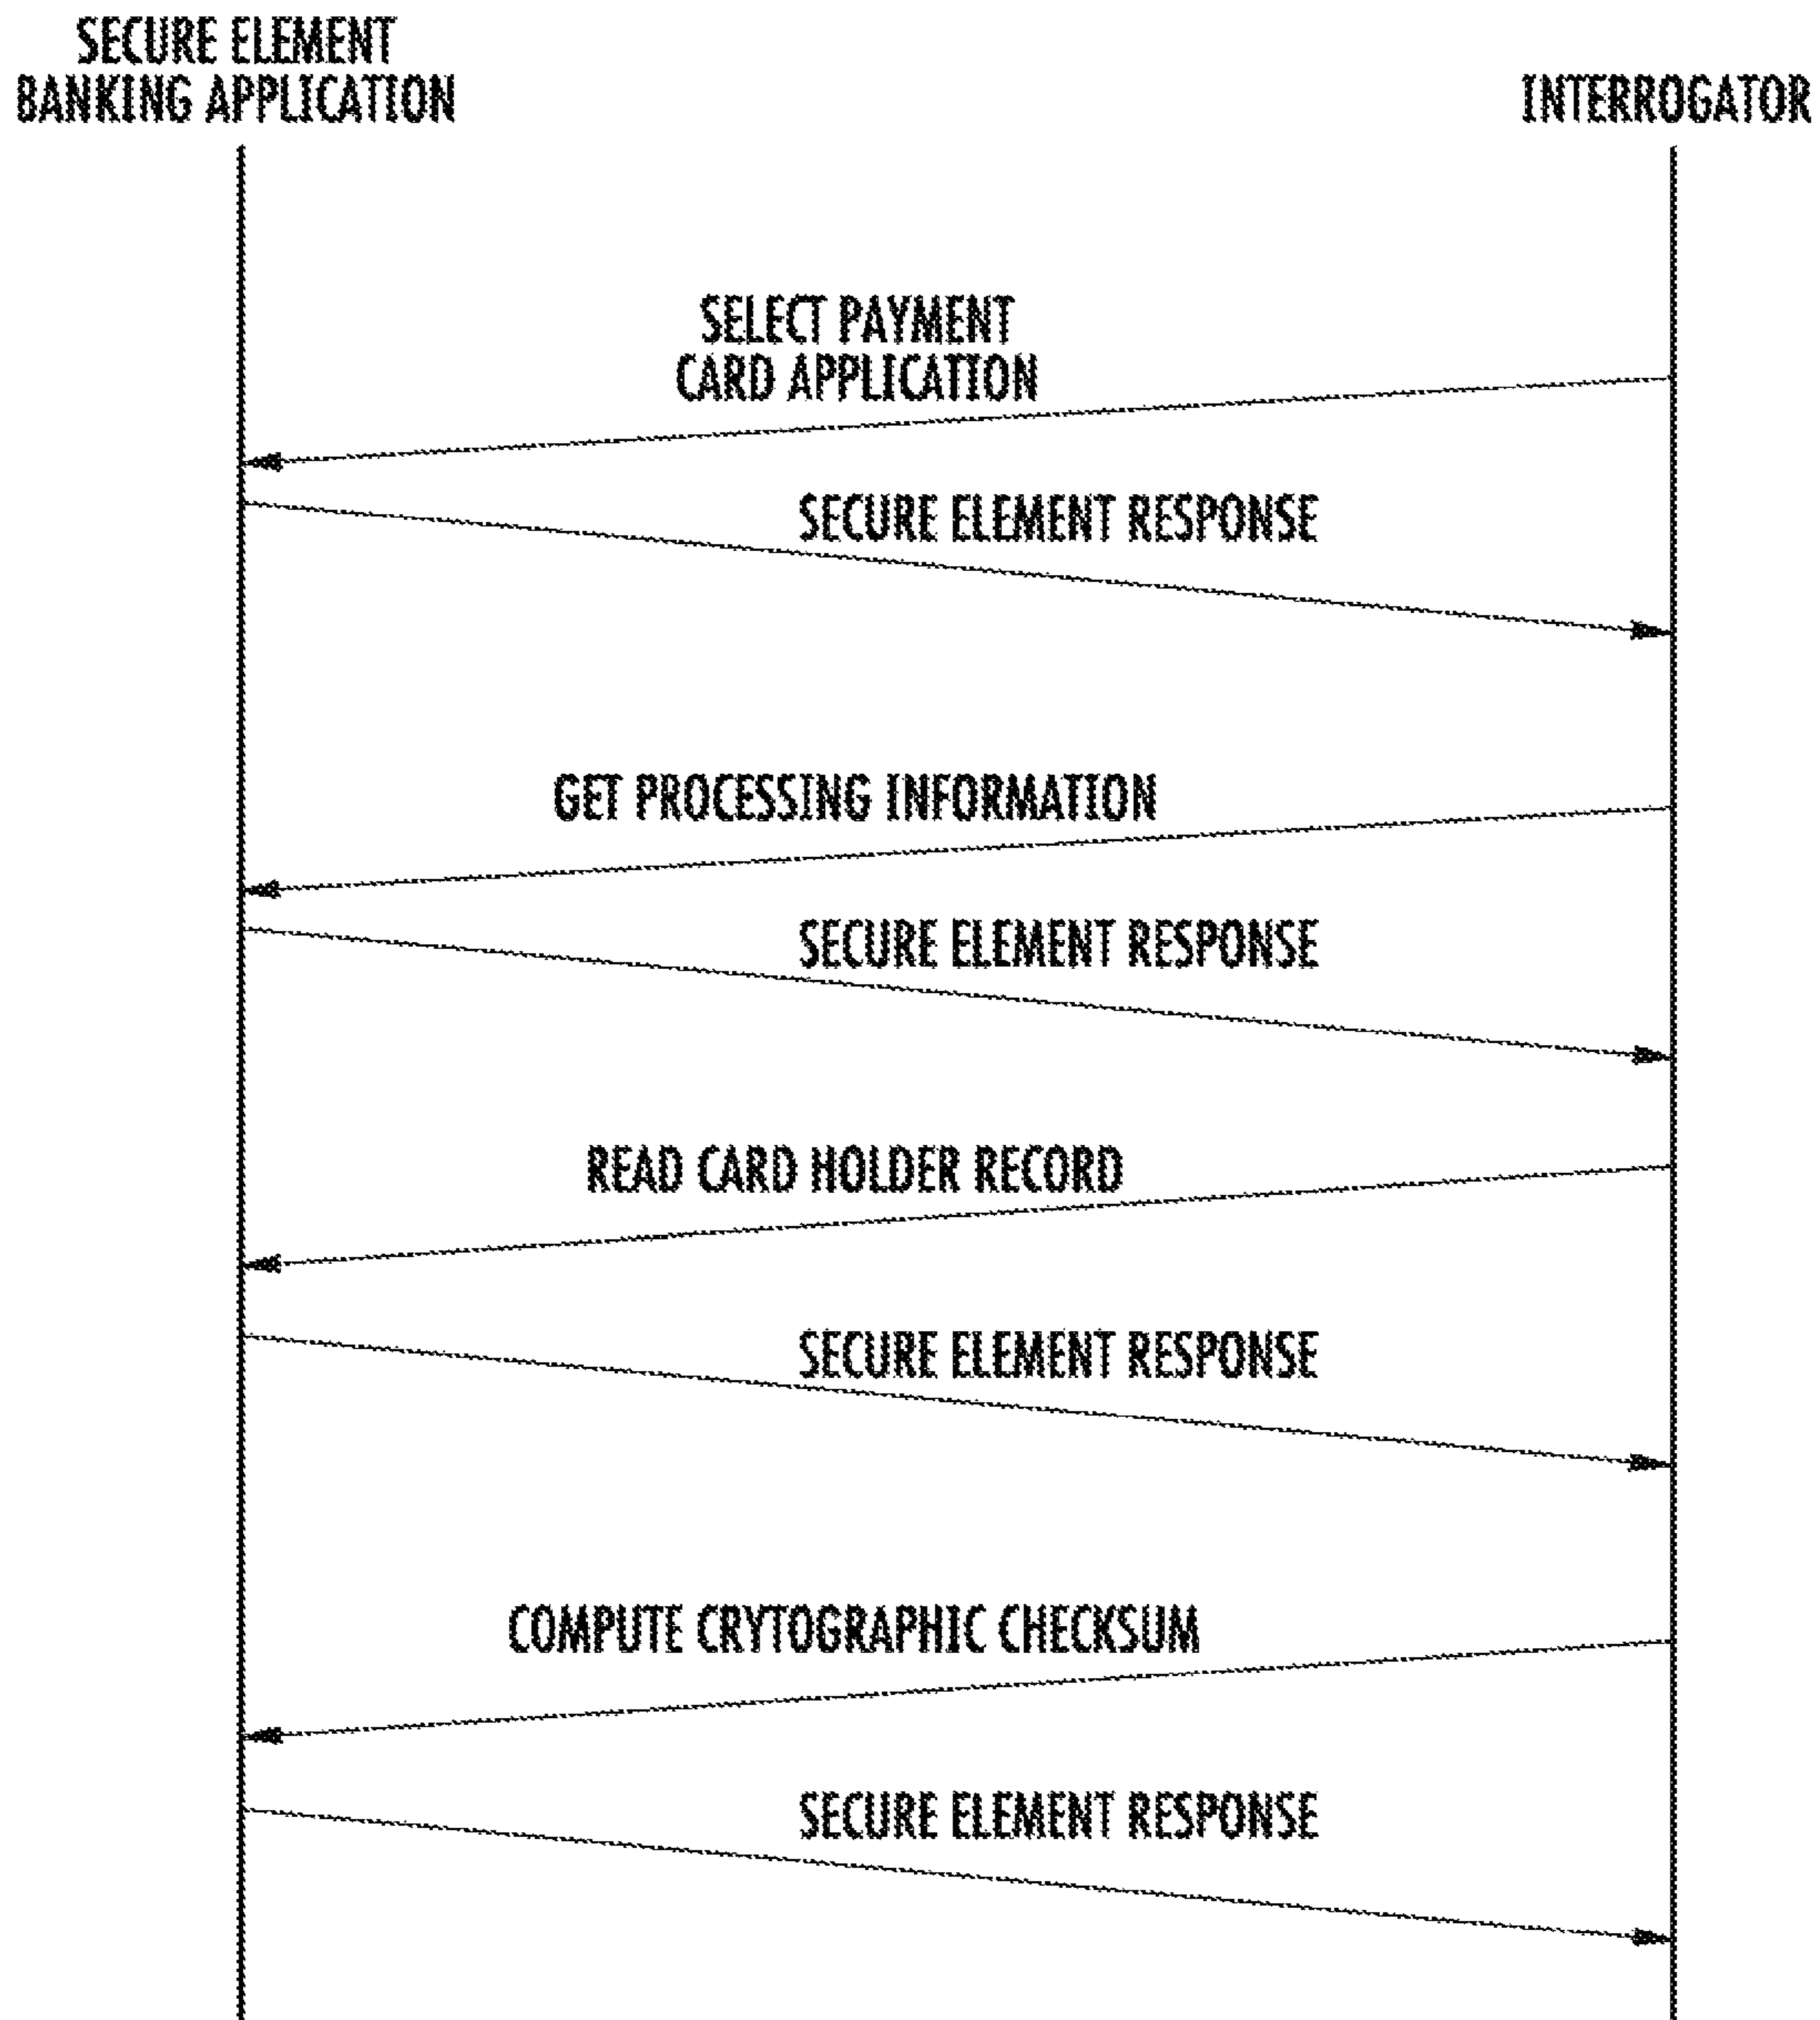 SECURE ELEMENT
BANKING APPLICATION
INTERROGATOR
SELECT PAYMENT
CARD APPLICATION
SECURE ELEMENT RESPONSE
GET PROCESSING INFORMATION
SECURE ELEMENT RESPONSE
READ CARD HOLDER RECORD
SECURE ELEMENT RESPONSE
COMPUTE CRYTOGRAPHIC CHECKSUM
SECURE ELEMENT RESPONSE